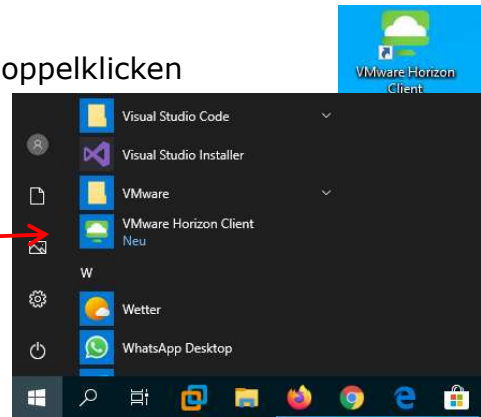 oppelklicken
VMware Horizon
Client
Visual Studio Code
Visual Studio Installer
VMware
VMware Horizon Client
Neu
W
Wetter
WhatsApp Desktop